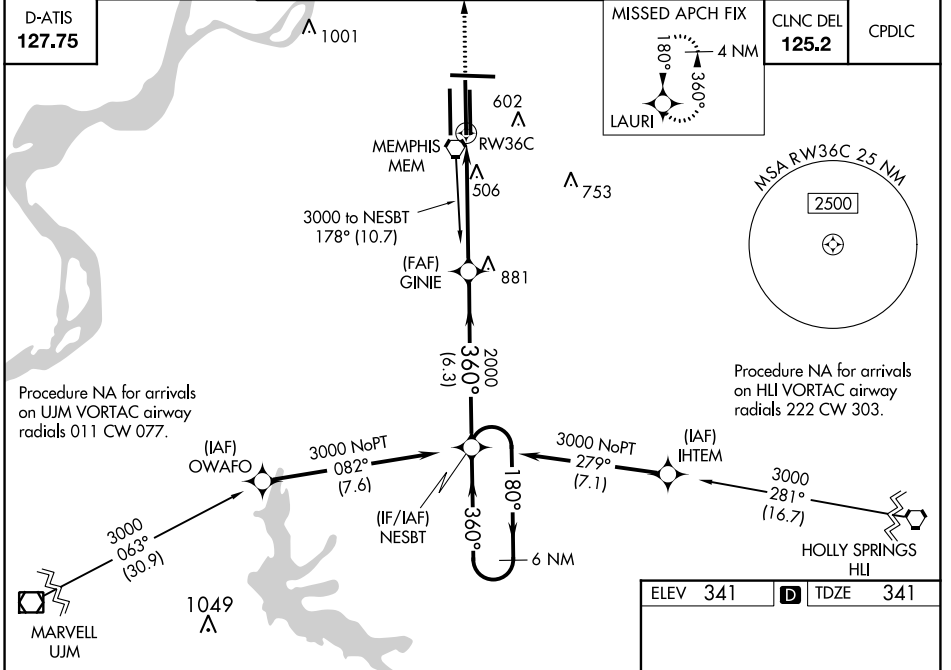 D-ATIS
127.75
1001
MISSED APCH FIX
180°
4 NM
360°
LAURI
CLNC DEL
125.2
CPDLC
602
MEMPHIS
MEM
RW36C
506
753
3000 to NESBT
178° (10.7)
MSA RW36C 25 NM
2500
(FAF)
GINIE
881
2000
360°
(6.3)
Procedure NA for arrivals
on UJM VORTAC airway
radials 011 CW 077.
Procedure NA for arrivals
on HLI VORTAC airway
radials 222 CW 303.
(IAF)
OWAFO
3000 NoPT
082°
(7.6)
3000 NoPT
279°
(7.1)
(IAF)
IHTEM
3000
281°
(16.7)
(IF/IAF)
NESBT
360°
180°
6 NM
3000
063°
(30.9)
HOLLY SPRINGS
HLI
MARVELL
UJM
1049
ELEV 341 D TDZE 341